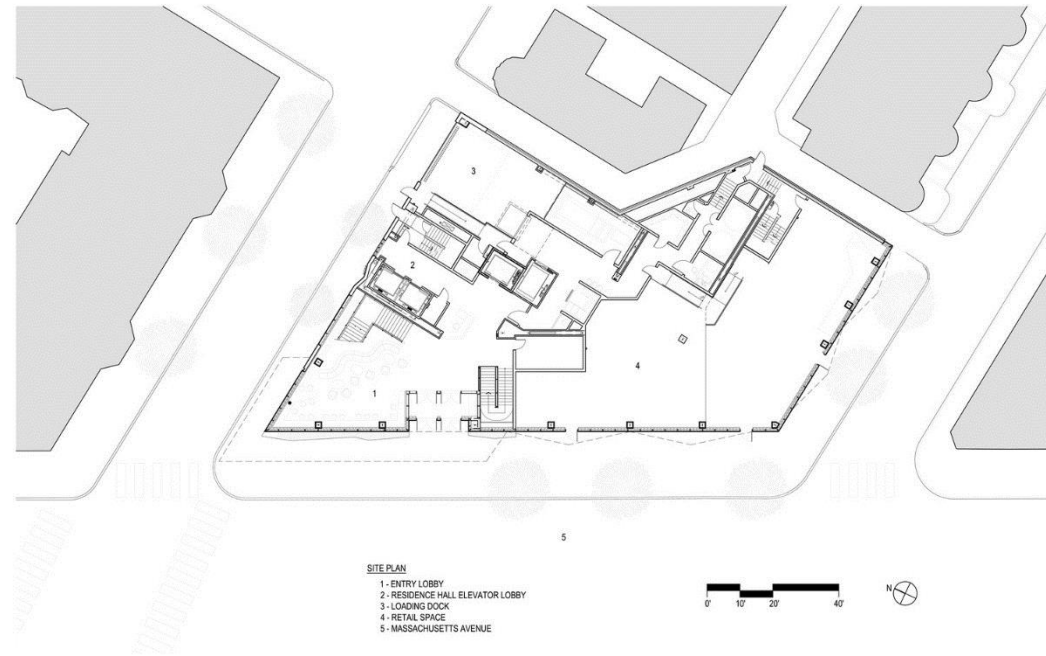 3
2
4
1
5
SITE PLAN
1 - ENTRY LOBBY
2 - RESIDENCE HALL ELEVATOR LOBBY
3 - LOADING DOCK
4 - RETAIL SPACE
5 - MASSACHUSETTS AVENUE
0' 10' 20' 40'
N